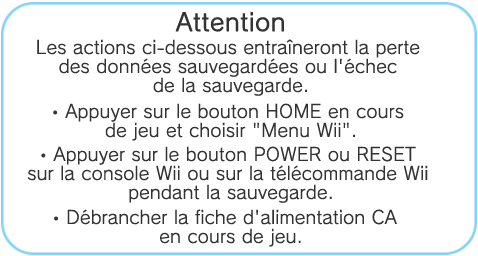 Attention
Les actions ci-dessous entraîneront la perte
des données sauvegardées ou l'échec
de la sauvegarde.
• Appuyer sur le bouton HOME en cours
de jeu et choisir "Menu Wii".
• Appuyer sur le bouton POWER ou RESET
sur la console Wii ou sur la télécommande Wii
pendant la sauvegarde.
• Débrancher la fiche d'alimentation CA
en cours de jeu.